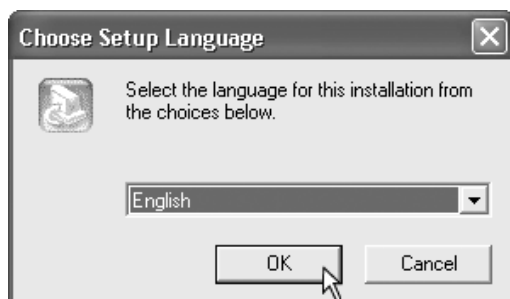 Choose Setup Language
Select the language for this installation from
the choices below.
English
OK
Cancel